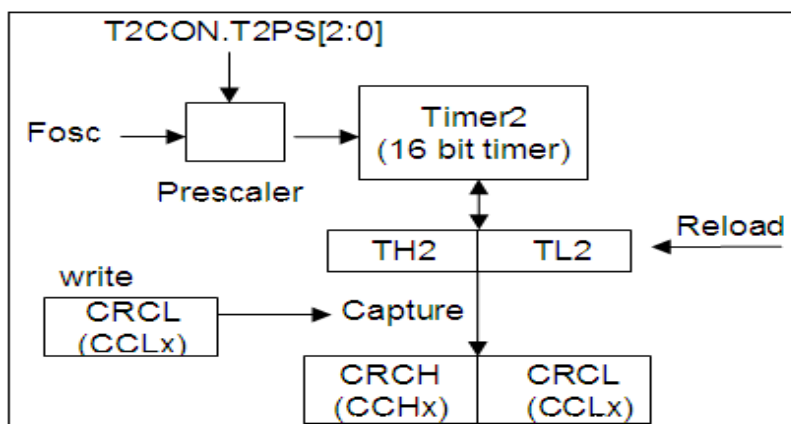 T2CON.T2PS[2:0]
Fosc
Prescaler
Timer2
(16 bit timer)
TH2
TL2
Reload
write
CRCL
(CCLx)
Capture
CRCH
(CCHx)
CRCL
(CCLx)